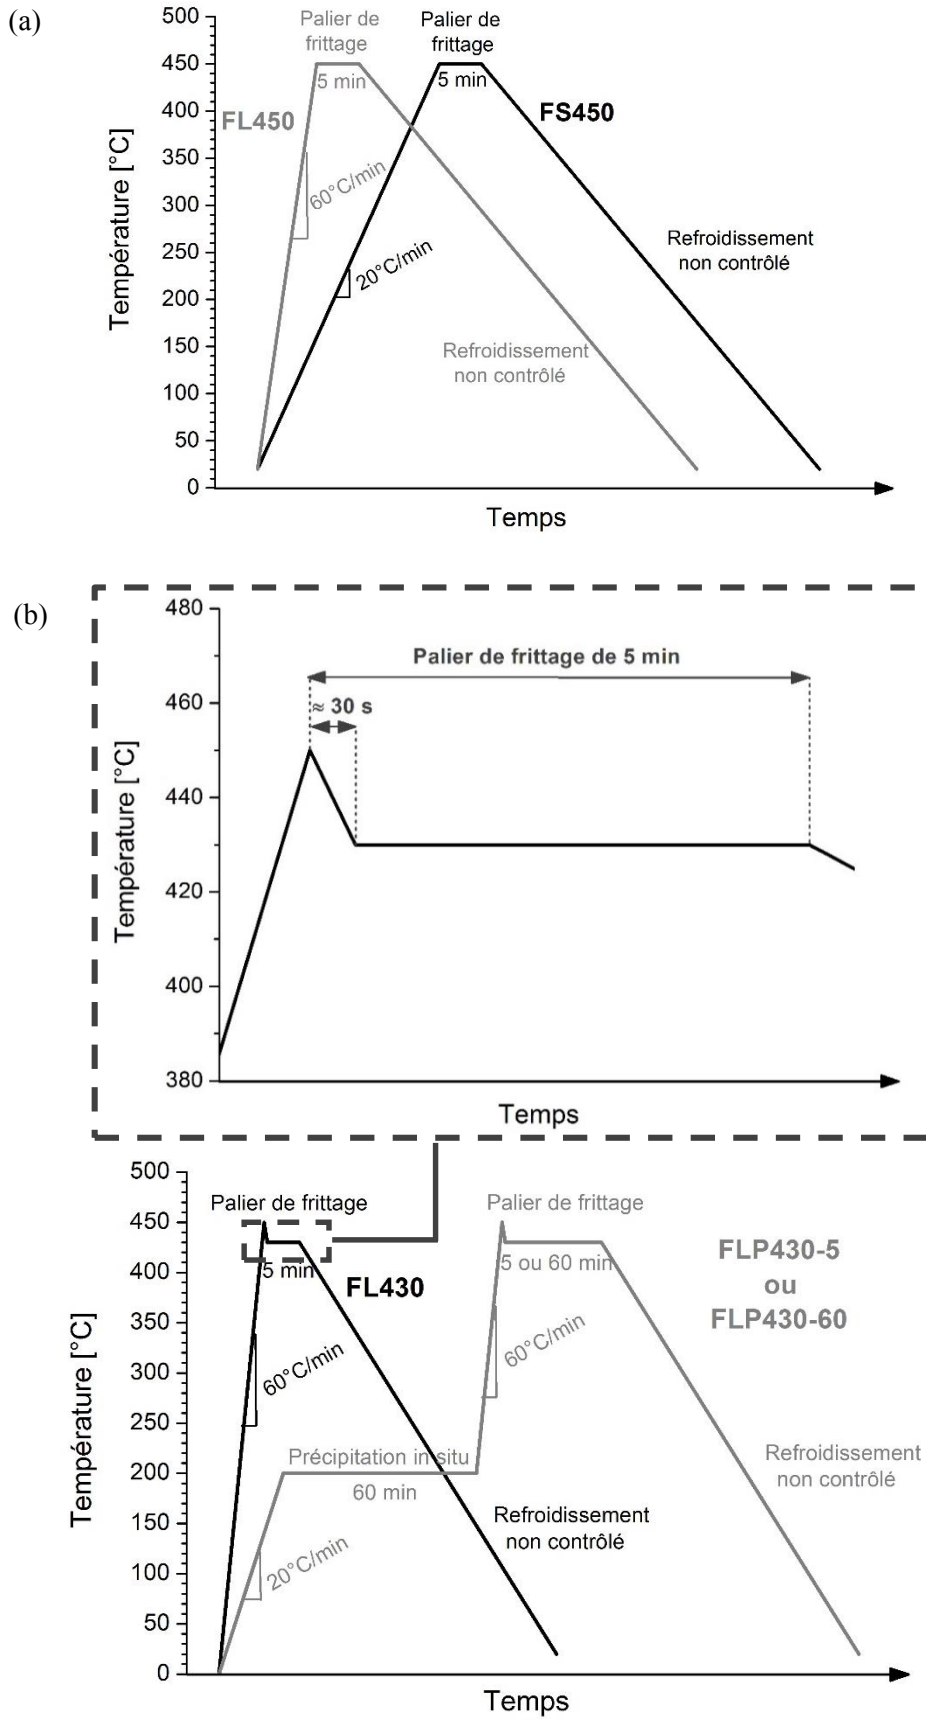 (a)
500
450
400
350
300
250
200
150
100
50
0
Température [°C]
Temps
Palier de
frittage
5 min
FL450
60°C/min
Refroidissement
non contrôlé
Palier de
frittage
5 min
FS450
20°C/min
Refroidissement
non contrôlé
(b)
480
460
440
420
400
380
Température [°C]
Temps
Palier de frittage de 5 min
≈ 30 s
500
450
400
350
300
250
200
150
100
50
0
Température [°C]
Temps
Palier de frittage
5 min
FL430
60°C/min
Refroidissement
non contrôlé
Palier de frittage
5 ou 60 min
FLP430-5
ou
FLP430-60
60°C/min
Précipitation in situ
60 min
20°C/min
Refroidissement
non contrôlé